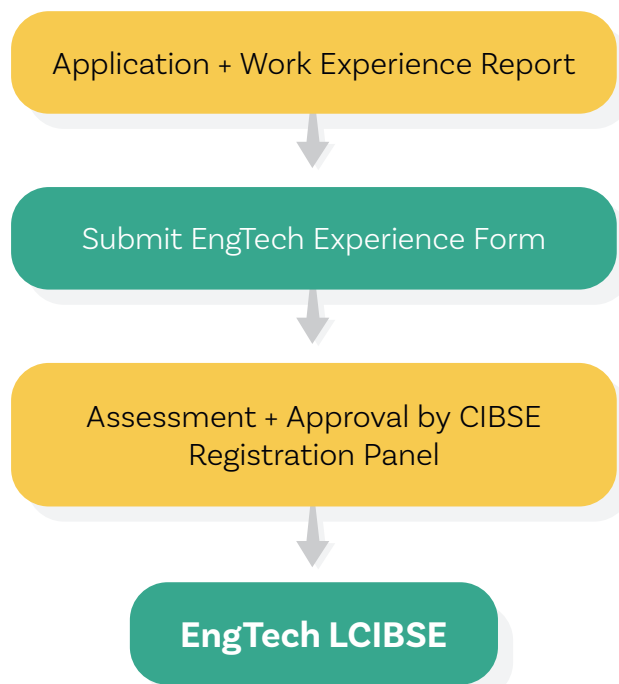 Application + Work Experience Report
Submit EngTech Experience Form
Assessment + Approval by CIBSE
Registration Panel
EngTech LCIBSE